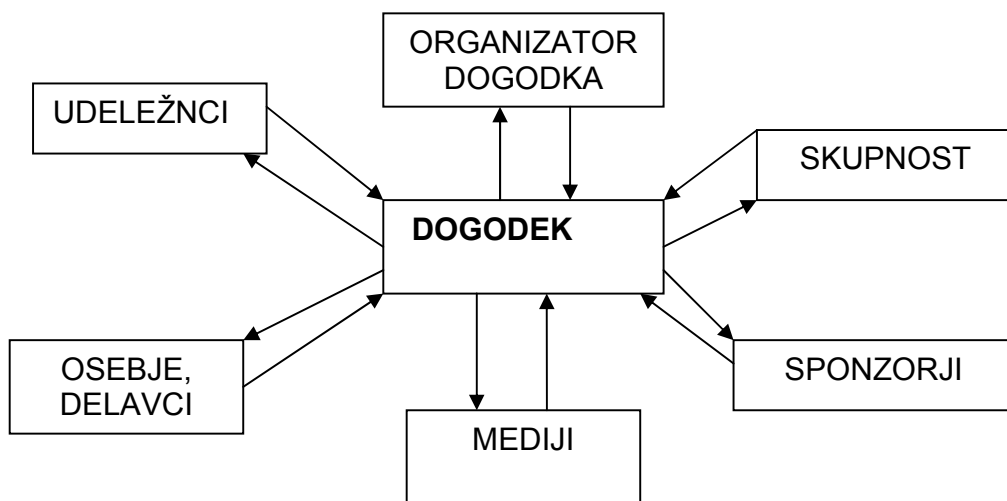 ORGANIZATOR
DOGODKA
UDELEŽNCI
SKUPNOST
DOGODEK
OSEBJE,
DELAVCI
SPONZORJI
MEDIJI